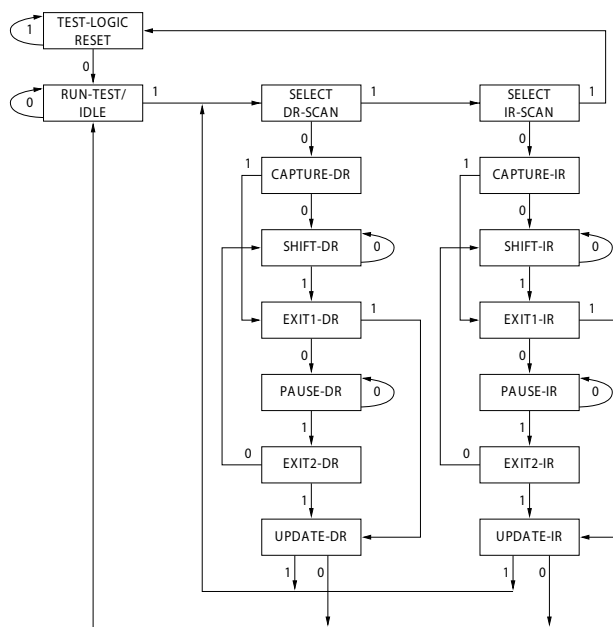 TEST-LOGIC
RESET
1
0
RUN-TEST/
IDLE
0
1
SELECT
DR-SCAN
1
SELECT
IR-SCAN
1
0
0
1
CAPTURE-DR
1
CAPTURE-IR
0
0
SHIFT-DR
0
SHIFT-IR
0
1
1
EXIT1-DR
1
EXIT1-IR
1
0
0
PAUSE-DR
0
PAUSE-IR
0
1
1
0
EXIT2-DR
0
EXIT2-IR
1
1
UPDATE-DR
UPDATE-IR
1
0
1
0